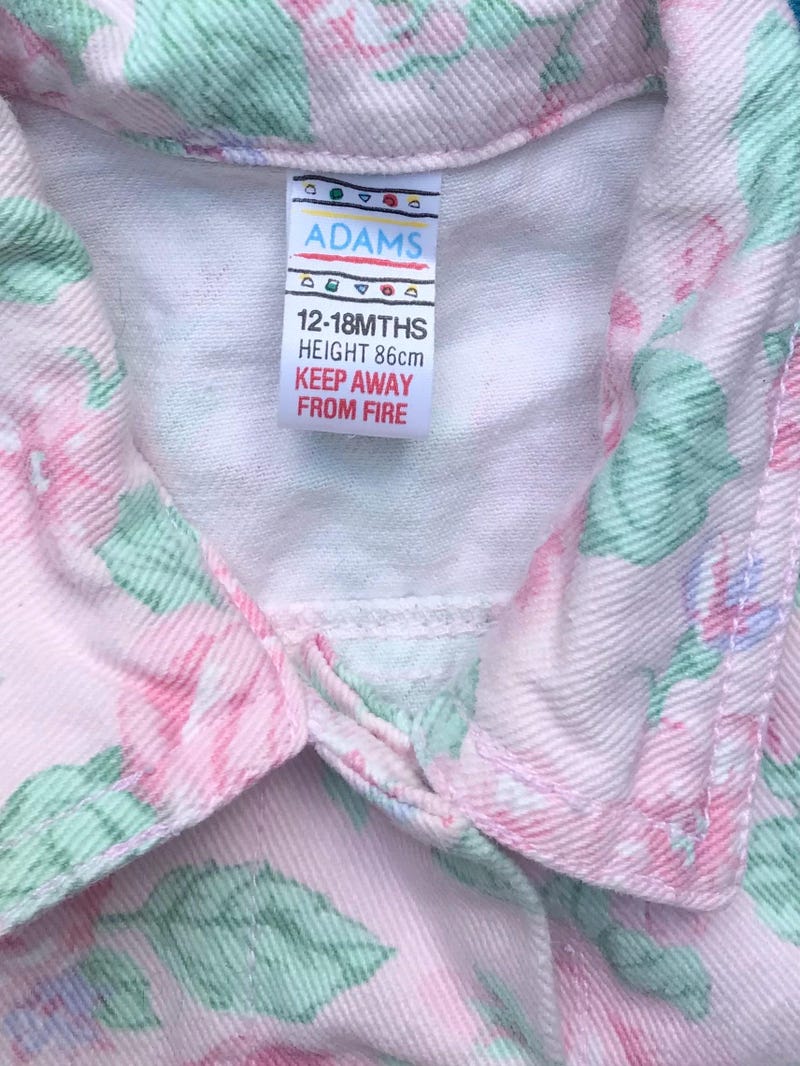 ADAMS
12-18MTHS
HEIGHT 86cm
KEEP AWAY
FROM FIRE